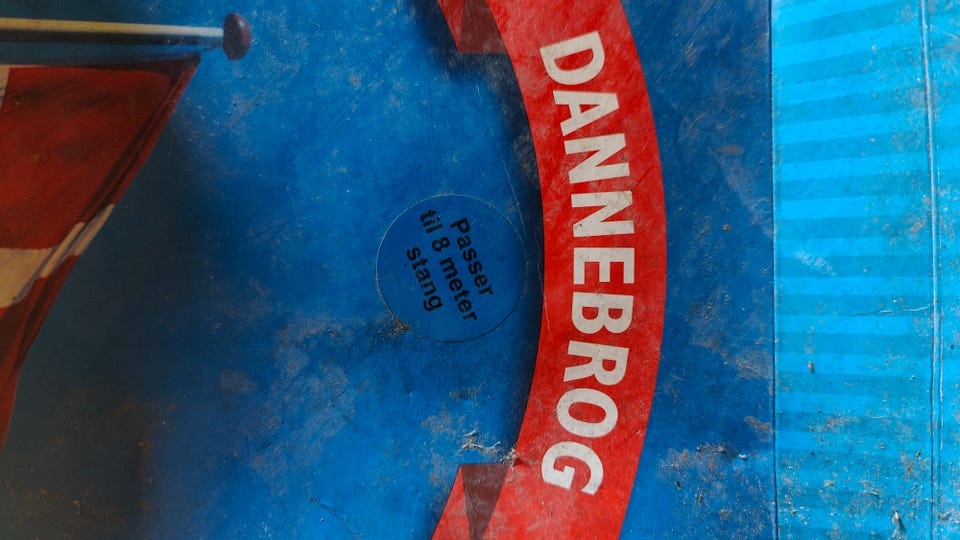 DANNEBROG
Passer
til 8 meter
stang